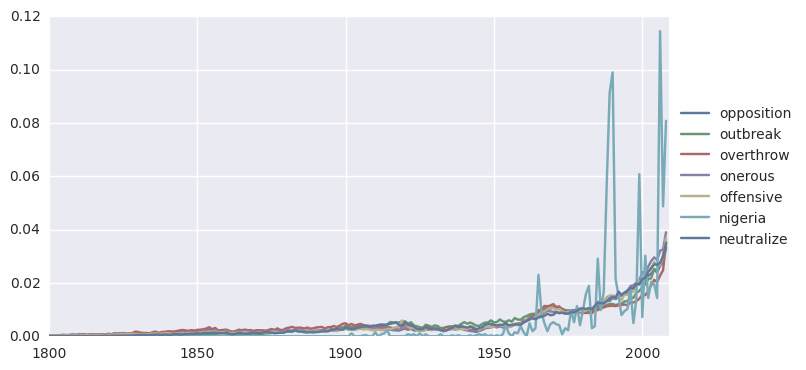 0.12
0.10
0.08
0.06
0.04
0.02
0.00
1800
1850
1900
1950
2000
opposition
outbreak
overthrow
onerous
offensive
nigeria
neutralize